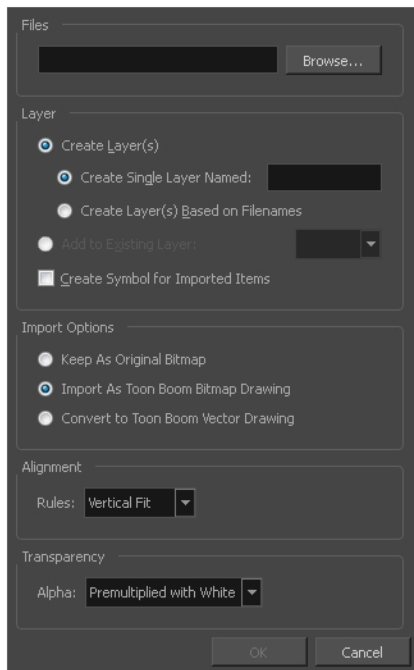 Files
Browse...
Layer
Create Layer(s)
Create Single Layer Named:
Create Layer(s) Based on Filenames
Add to Existing Layer:
Create Symbol for Imported Items
Import Options
Keep As Original Bitmap
Import As Toon Boom Bitmap Drawing
Convert to Toon Boom Vector Drawing
Alignment
Rules: Vertical Fit
Transparency
Alpha: Premultiplied with White
OK Cancel